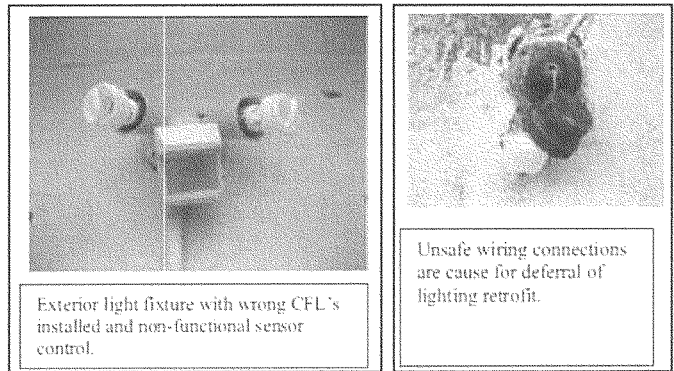 Exterior light fixture with wrong CFL's
installed and non-functional sensor
control.
Unsafe wiring connections
are cause for deferral of
lighting retrofit.